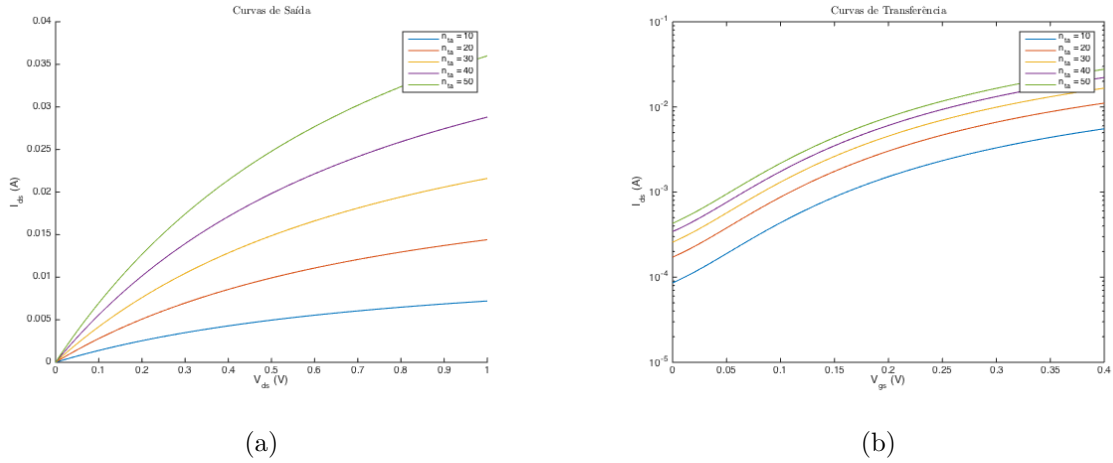 Curvas de Saída
0.04
0.035
0.03
0.025
0.02
0.015
0.01
0.005
0
I_ds (A)
0 0.1 0.2 0.3 0.4 0.5 0.6 0.7 0.8 0.9 1
V_ds (V)
n_ta = 10
n_ta = 20
n_ta = 30
n_ta = 40
n_ta = 50
(a)
Curvas de Transferência
10^-1
10^-2
10^-3
10^-4
10^-5
I_ds (A)
0 0.05 0.1 0.15 0.2 0.25 0.3 0.35 0.4
V_gs (V)
n_ta = 10
n_ta = 20
n_ta = 30
n_ta = 40
n_ta = 50
(b)